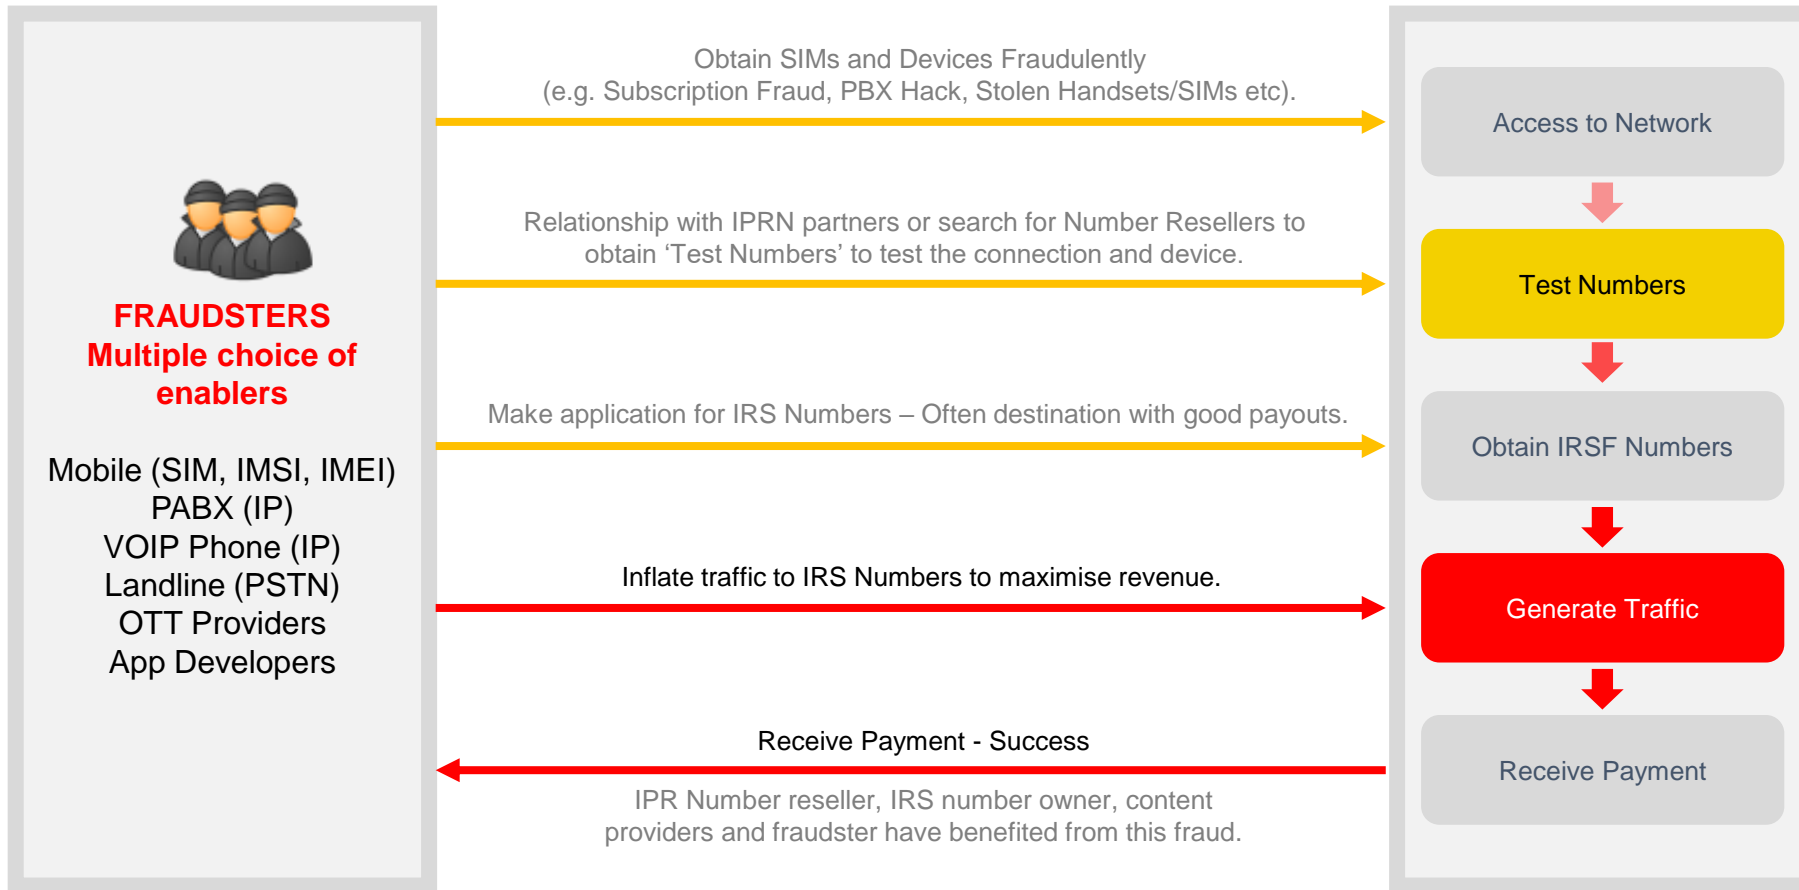 Obtain SIMs and Devices Fraudulently
(e.g. Subscription Fraud, PBX Hack, Stolen Handsets/SIMs etc).
Access to Network
Relationship with IPRN partners or search for Number Resellers to
obtain ‘Test Numbers’ to test the connection and device.
Test Numbers
FRAUDSTERS
Multiple choice of
enablers
Mobile (SIM, IMSI, IMEI)
PABX (IP)
VOIP Phone (IP)
Landline (PSTN)
OTT Providers
App Developers
Make application for IRS Numbers – Often destination with good payouts.
Obtain IRSF Numbers
Inflate traffic to IRS Numbers to maximise revenue.
Generate Traffic
Receive Payment - Success
IPR Number reseller, IRS number owner, content
providers and fraudster have benefited from this fraud.
Receive Payment